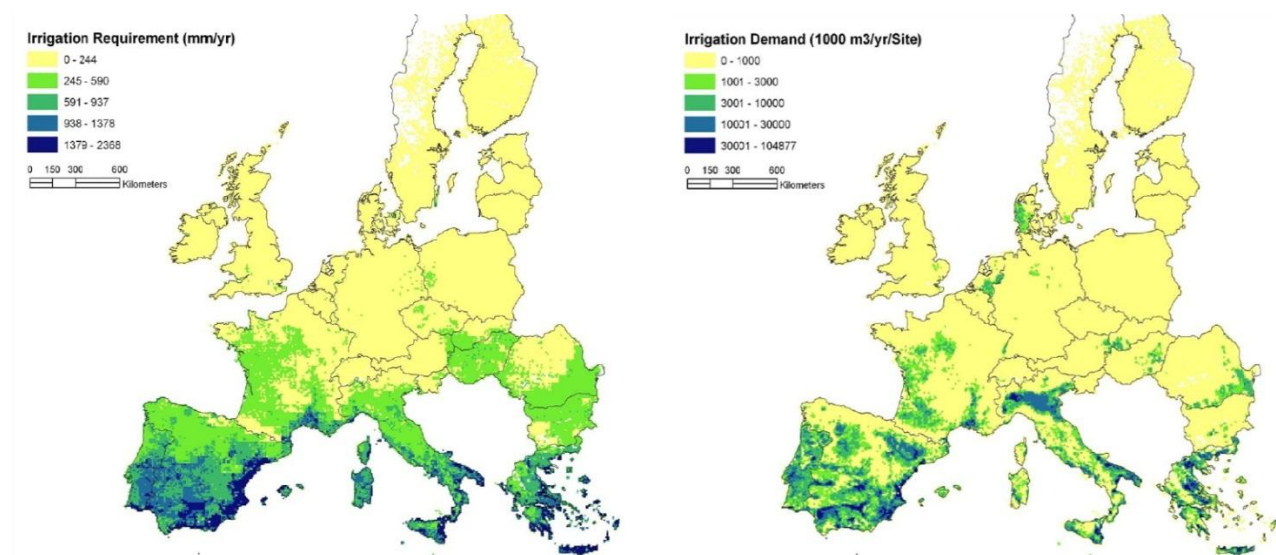 Irrigation Requirement (mm/yr)
0 - 244
245 - 590
591 - 937
938 - 1378
1379 - 2368
0 150 300 600
Kilometers
Irrigation Demand (1000 m3/yr/Site)
0 - 1000
1001 - 3000
3001 - 10000
10001 - 30000
30001 - 104877
0 150 300 600
Kilometers